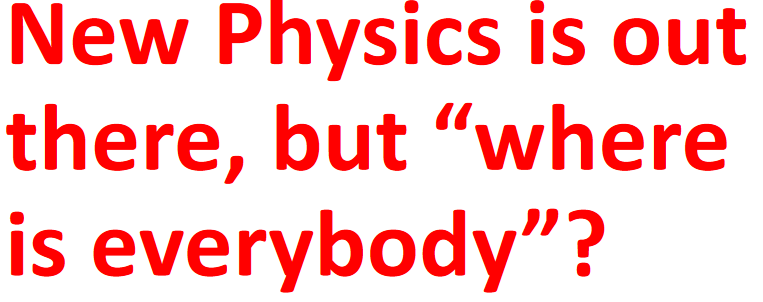 New Physics is out
there, but “where
is everybody”?